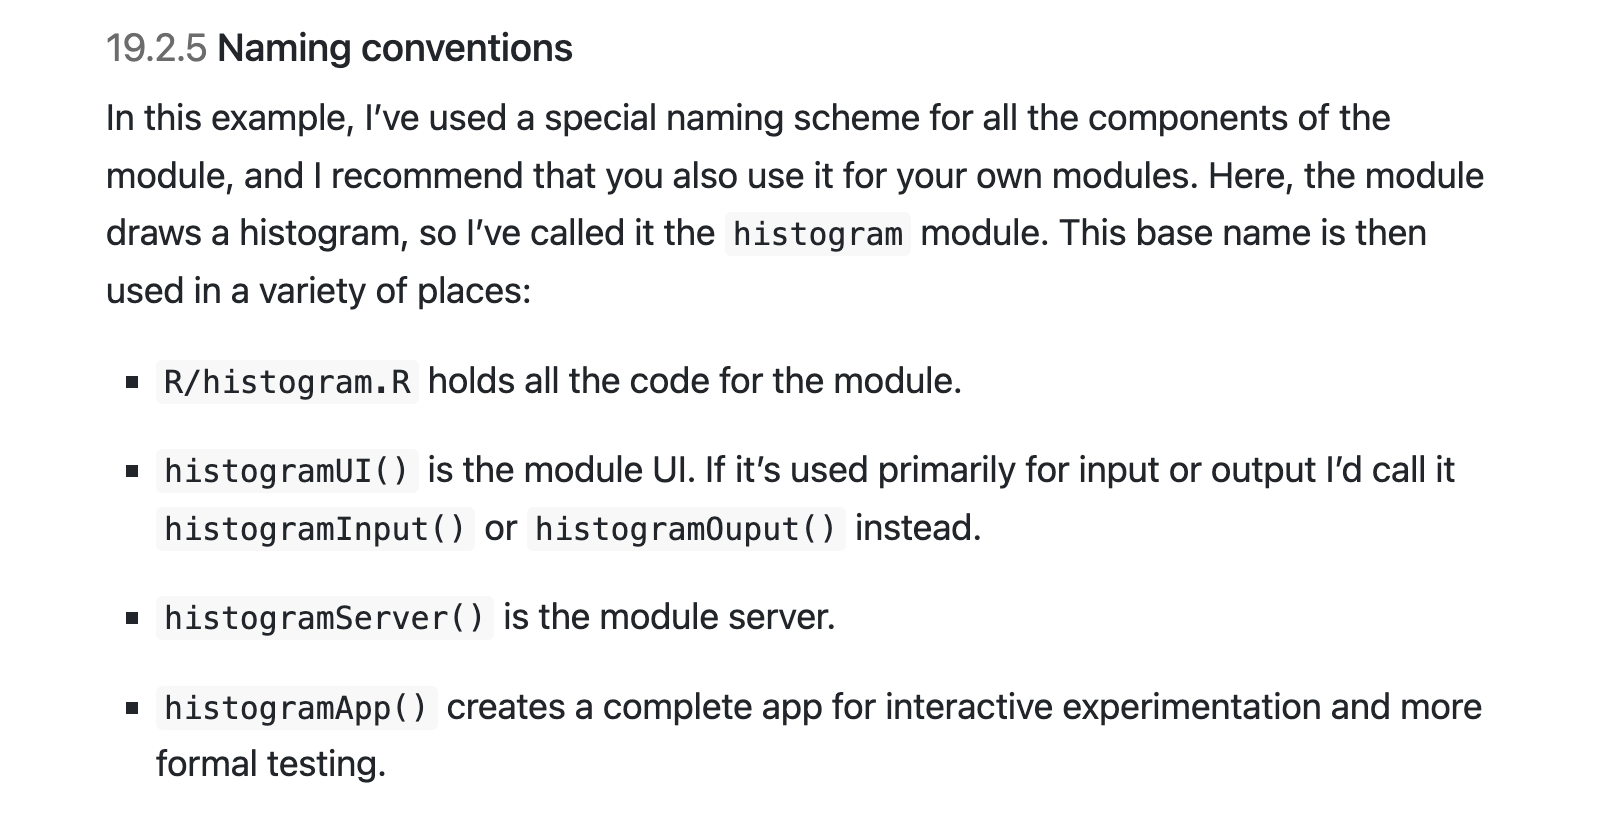 19.2.5 Naming conventions
In this example, I’ve used a special naming scheme for all the components of the
module, and I recommend that you also use it for your own modules. Here, the module
draws a histogram, so I’ve called it the histogram module. This base name is then
used in a variety of places:
▪ R/histogram.R holds all the code for the module.
▪ histogramUI() is the module UI. If it’s used primarily for input or output I’d call it
histogramInput() or histogramOuput() instead.
▪ histogramServer() is the module server.
▪ histogramApp() creates a complete app for interactive experimentation and more
formal testing.